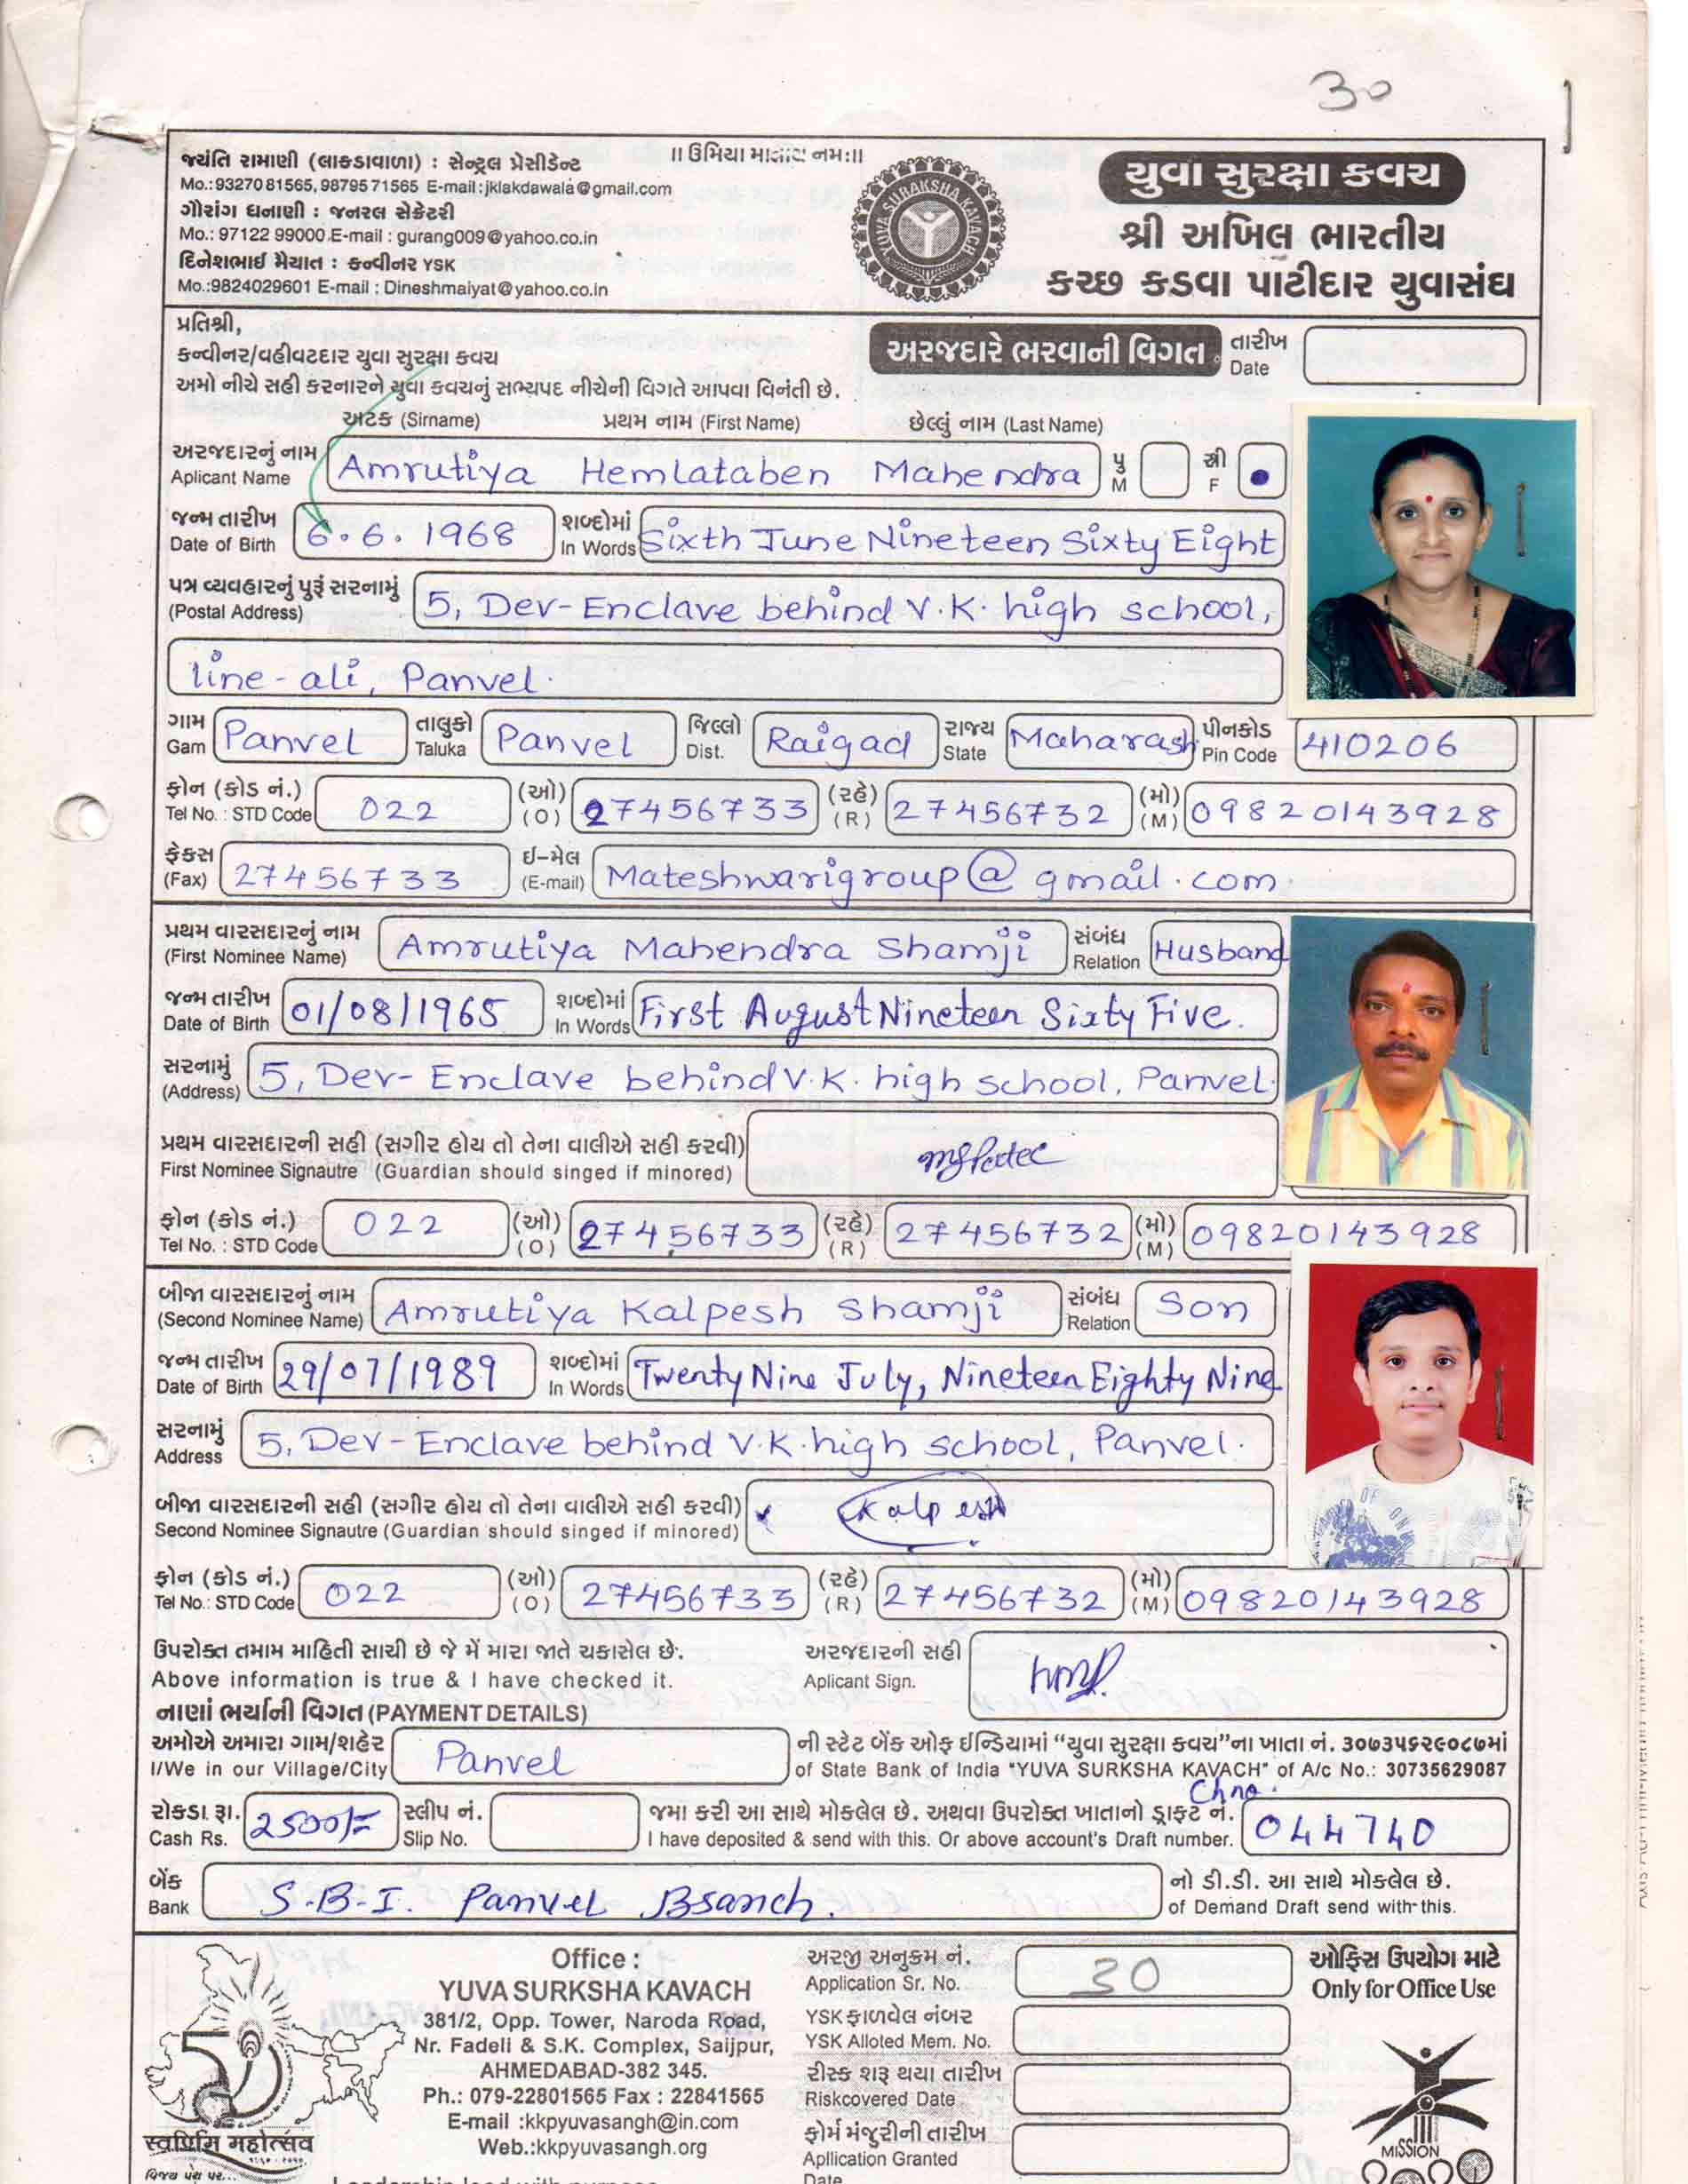 30
જયંતિ રામાણી (લાકડાવાળા) : સેન્ટ્રલ પ્રેસીડેન્ટ
Mo.:9327081565, 9879571565 E-mail:jklakdawala@gmail.com
ગૌરાંગ ધનાણી : જનરલ સેક્રેટરી
Mo.: 97122 99000 E-mail : gurang009@yahoo.co.in
દિનેશભાઈ મૈયાત : કન્વીનર YSK
Mo.:9824029601 E-mail : Dineshmaiyat@yahoo.co.in
॥ ઉમિયા માતાય નમઃ॥
YUVA SURAKSHA KAVACH
યુવા સુરક્ષા કવચ
શ્રી અખિલ ભારતીય
કચ્છ કડવા પાટીદાર યુવાસંઘ
પ્રતિશ્રી,
કન્વીનર/વહીવટદાર યુવા સુરક્ષા કવચ
અમો નીચે સહી કરનારને યુવા કવચનું સભ્યપદ નીચેની વિગતે આપવા વિનંતી છે.
અરજદારે ભરવાની વિગત
તારીખ Date
અટક (Sirname) પ્રથમ નામ (First Name) છેલ્લું નામ (Last Name)
અરજદારનું નામ Aplicant Name Amrutiya Hemlataben Mahendra પુ M સ્ત્રી F
જન્મ તારીખ Date of Birth 6.6.1968 શબ્દોમાં In Words Sixth June Nineteen Sixty Eight
પત્ર વ્યવહારનું પુરૂં સરનામું (Postal Address) 5, Dev-Enclave behind V.K. high school,
line-ali, Panvel.
ગામ Gam Panvel તાલુકો Taluka Panvel જિલ્લો Dist. Raigad રાજ્ય State Maharash પીનકોડ Pin Code 410206
ફોન (કોડ નં.) Tel No. : STD Code 022 (ઓ) (O) 27456733 (રહે) (R) 27456732 (મો) (M) 09820143928
ફેક્સ (Fax) 27456733 ઈ-મેલ (E-mail) Mateshwarigroup@gmail.com
પ્રથમ વારસદારનું નામ (First Nominee Name) Amrutiya Mahendra Shamji સંબંધ Relation Husband
જન્મ તારીખ Date of Birth 01/08/1965 શબ્દોમાં In Words First August Nineteen Sixty Five.
સરનામું (Address) 5, Dev-Enclave behind V.K. high school, Panvel.
પ્રથમ વારસદારની સહી (સગીર હોય તો તેના વાલીએ સહી કરવી)
First Nominee Signautre (Guardian should singed if minored)
ફોન (કોડ નં.) Tel No. : STD Code 022 (ઓ) (O) 27456733 (રહે) (R) 27456732 (મો) (M) 09820143928
બીજા વારસદારનું નામ (Second Nominee Name) Amrutiya Kalpesh Shamji સંબંધ Relation Son
જન્મ તારીખ Date of Birth 29/07/1989 શબ્દોમાં In Words Twenty Nine July, Nineteen Eighty Nine
સરનામું Address 5, Dev-Enclave behind V.K. high school, Panvel.
બીજા વારસદારની સહી (સગીર હોય તો તેના વાલીએ સહી કરવી) Kalpesh
Second Nominee Signautre (Guardian should singed if minored)
ફોન (કોડ નં.) Tel No.: STD Code 022 (ઓ) (O) 27456733 (રહે) (R) 27456732 (મો) (M) 09820143928
ઉપરોક્ત તમામ માહિતી સાચી છે જે મેં મારા જાતે ચકાસેલ છે.
Above information is true & I have checked it.
અરજદારની સહી Aplicant Sign.
નાણાં ભર્યાની વિગત (PAYMENT DETAILS)
અમોએ અમારા ગામ/શહેર I/We in our Village/City Panvel ની સ્ટેટ બેંક ઓફ ઈન્ડિયામાં “યુવા સુરક્ષા કવચ”ના ખાતા નં. ૩૦૭૩૫૬૨૯૦૮૭માં
of State Bank of India "YUVA SURKSHA KAVACH" of A/c No.: 30735629087
Chno.
રોકડા રૂા. Cash Rs. 2500/= સ્લીપ નં. Slip No. જમા કરી આ સાથે મોકલેલ છે. અથવા ઉપરોક્ત ખાતાનો ડ્રાફ્ટ નં. 044740
I have deposited & send with this. Or above account's Draft number.
બેંક Bank S.B.I. Panvel Branch. નો ડી.ડી. આ સાથે મોકલેલ છે.
of Demand Draft send with this.
Office :
YUVA SURKSHA KAVACH
381/2, Opp. Tower, Naroda Road,
Nr. Fadeli & S.K. Complex, Saijpur,
AHMEDABAD-382 345.
Ph.: 079-22801565 Fax : 22841565
E-mail :kkpyuvasangh@in.com
Web.:kkpyuvasangh.org
स्वर्णिम महोत्सव
અરજી અનુક્રમ નં. Application Sr. No. 30
YSK ફાળવેલ નંબર YSK Alloted Mem. No.
રીસ્ક શરૂ થયા તારીખ Riskcovered Date
ફોર્મ મંજુરીની તારીખ Apllication Granted Date
ઓફિસ ઉપયોગ માટે
Only for Office Use
MISSION